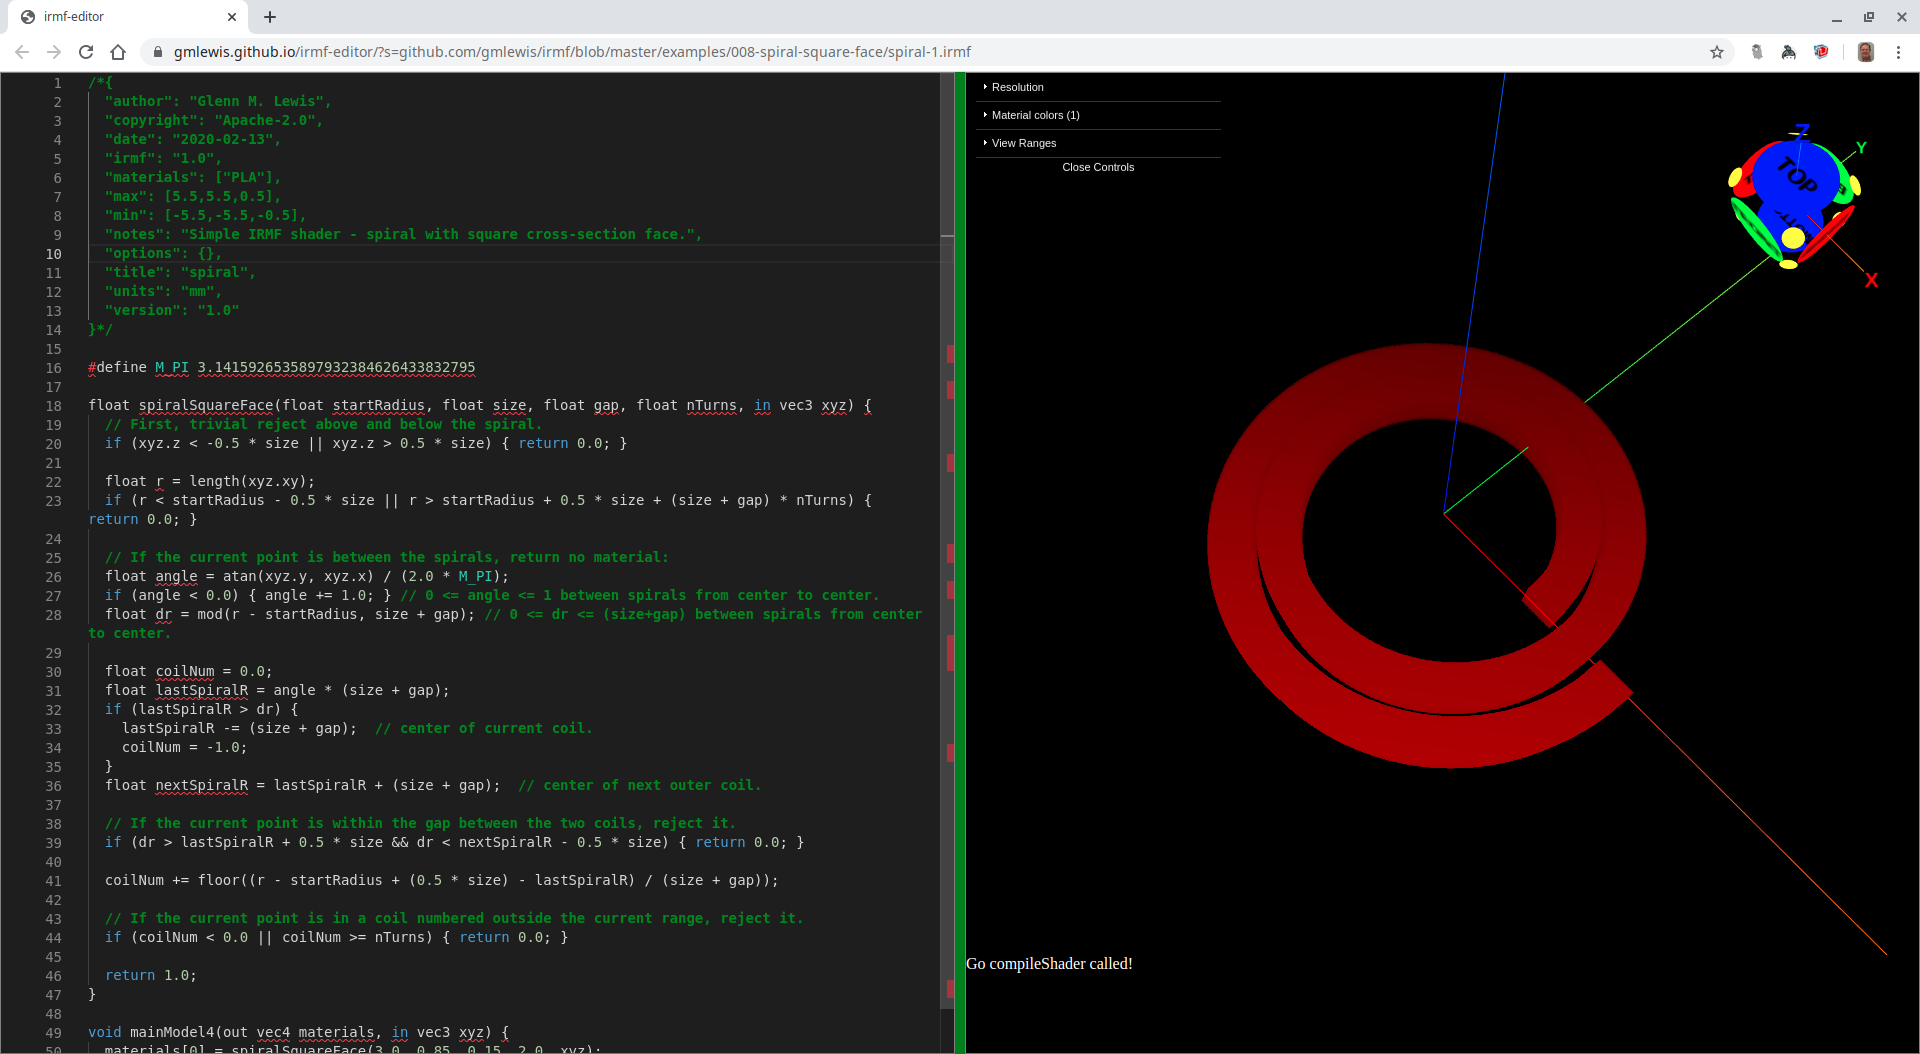 irmf-editor
gmlewis.github.io/irmf-editor/?s=github.com/gmlewis/irmf/blob/master/examples/008-spiral-square-face/spiral-1.irmf
1 /*{
2 "author": "Glenn M. Lewis",
3 "copyright": "Apache-2.0",
4 "date": "2020-02-13",
5 "irmf": "1.0",
6 "materials": ["PLA"],
7 "max": [5.5,5.5,0.5],
8 "min": [-5.5,-5.5,-0.5],
9 "notes": "Simple IRMF shader - spiral with square cross-section face.",
10 "options": {},
11 "title": "spiral",
12 "units": "mm",
13 "version": "1.0"
14 }*/
15
16 #define M_PI 3.1415926535897932384626433832795
17
18 float spiralSquareFace(float startRadius, float size, float gap, float nTurns, in vec3 xyz) {
19 // First, trivial reject above and below the spiral.
20 if (xyz.z < -0.5 * size || xyz.z > 0.5 * size) { return 0.0; }
21
22 float r = length(xyz.xy);
23 if (r < startRadius - 0.5 * size || r > startRadius + 0.5 * size + (size + gap) * nTurns) {
return 0.0; }
24
25 // If the current point is between the spirals, return no material:
26 float angle = atan(xyz.y, xyz.x) / (2.0 * M_PI);
27 if (angle < 0.0) { angle += 1.0; } // 0 <= angle <= 1 between spirals from center to center.
28 float dr = mod(r - startRadius, size + gap); // 0 <= dr <= (size+gap) between spirals from center
to center.
29
30 float coilNum = 0.0;
31 float lastSpiralR = angle * (size + gap);
32 if (lastSpiralR > dr) {
33 lastSpiralR -= (size + gap);  // center of current coil.
34 coilNum = -1.0;
35 }
36 float nextSpiralR = lastSpiralR + (size + gap);  // center of next outer coil.
37
38 // If the current point is within the gap between the two coils, reject it.
39 if (dr > lastSpiralR + 0.5 * size && dr < nextSpiralR - 0.5 * size) { return 0.0; }
40
41 coilNum += floor((r - startRadius + (0.5 * size) - lastSpiralR) / (size + gap));
42
43 // If the current point is in a coil numbered outside the current range, reject it.
44 if (coilNum < 0.0 || coilNum >= nTurns) { return 0.0; }
45
46 return 1.0;
47 }
48
49 void mainModel4(out vec4 materials, in vec3 xyz) {
50 materials[0] = spiralSquareFace(3.0, 0.85, 0.15, 2.0, xyz);
Resolution
Material colors (1)
View Ranges
Close Controls
Z
Y
TOP
X
Go compileShader called!